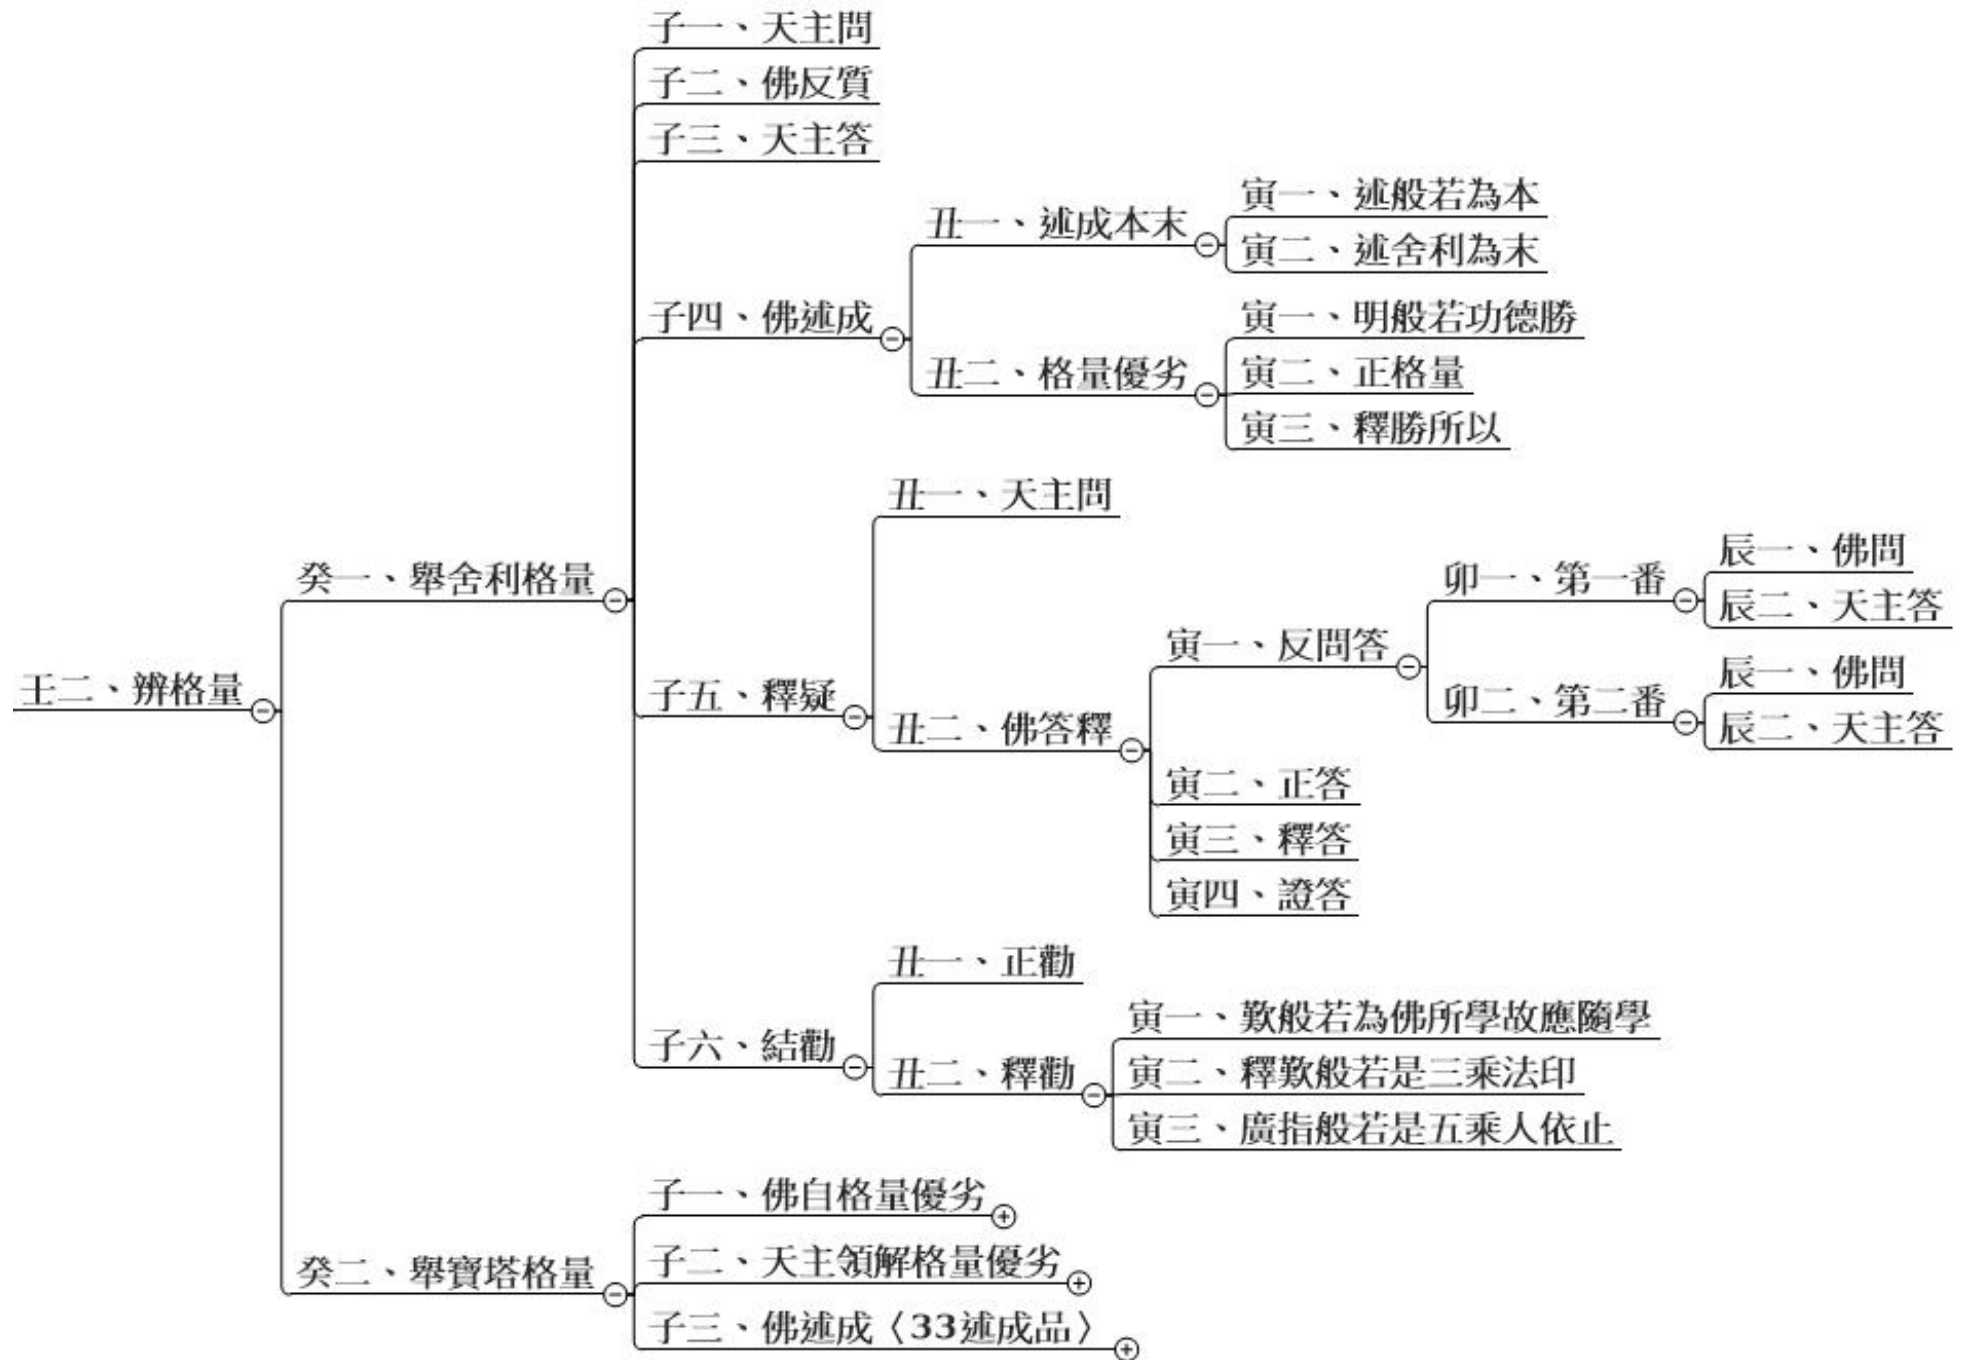 壬二、辨格量
癸一、舉舍利格量
子一、天主問
子二、佛反質
子三、天主答
子四、佛述成
丑一、述成本末
寅一、述般若為本
寅二、述舍利為末
丑二、格量優劣
寅一、明般若功德勝
寅二、正格量
寅三、釋勝所以
子五、釋疑
丑一、天主問
丑二、佛答釋
寅一、反問答
卯一、第一番
辰一、佛問
辰二、天主答
卯二、第二番
辰一、佛問
辰二、天主答
寅二、正答
寅三、釋答
寅四、證答
子六、結勸
丑一、正勸
丑二、釋勸
寅一、歎般若為佛所學故應隨學
寅二、釋歎般若是三乘法印
寅三、廣指般若是五乘人依止
癸二、舉寶塔格量
子一、佛自格量優劣
子二、天主領解格量優劣
子三、佛述成〈33述成品〉